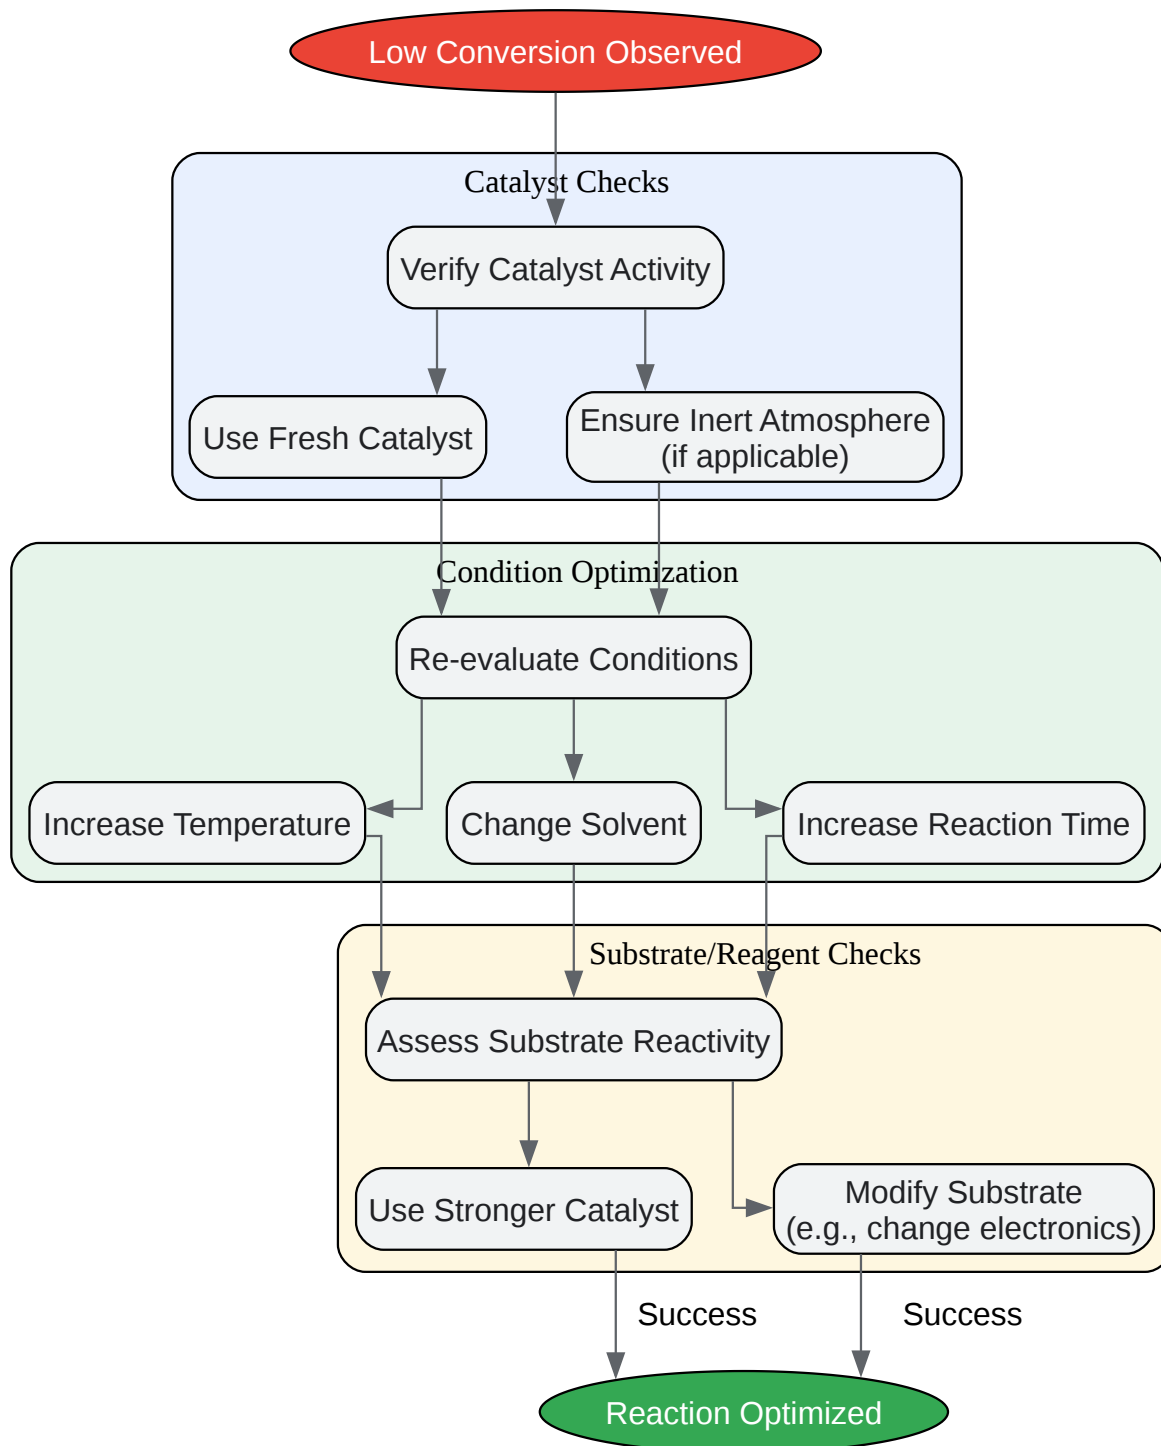 Low Conversion Observed
Catalyst Checks
Verify Catalyst Activity
Use Fresh Catalyst
Ensure Inert Atmosphere
(if applicable)
Condition Optimization
Re-evaluate Conditions
Increase Temperature
Change Solvent
Increase Reaction Time
Substrate/Reagent Checks
Assess Substrate Reactivity
Use Stronger Catalyst
Modify Substrate
(e.g., change electronics)
Success
Success
Reaction Optimized